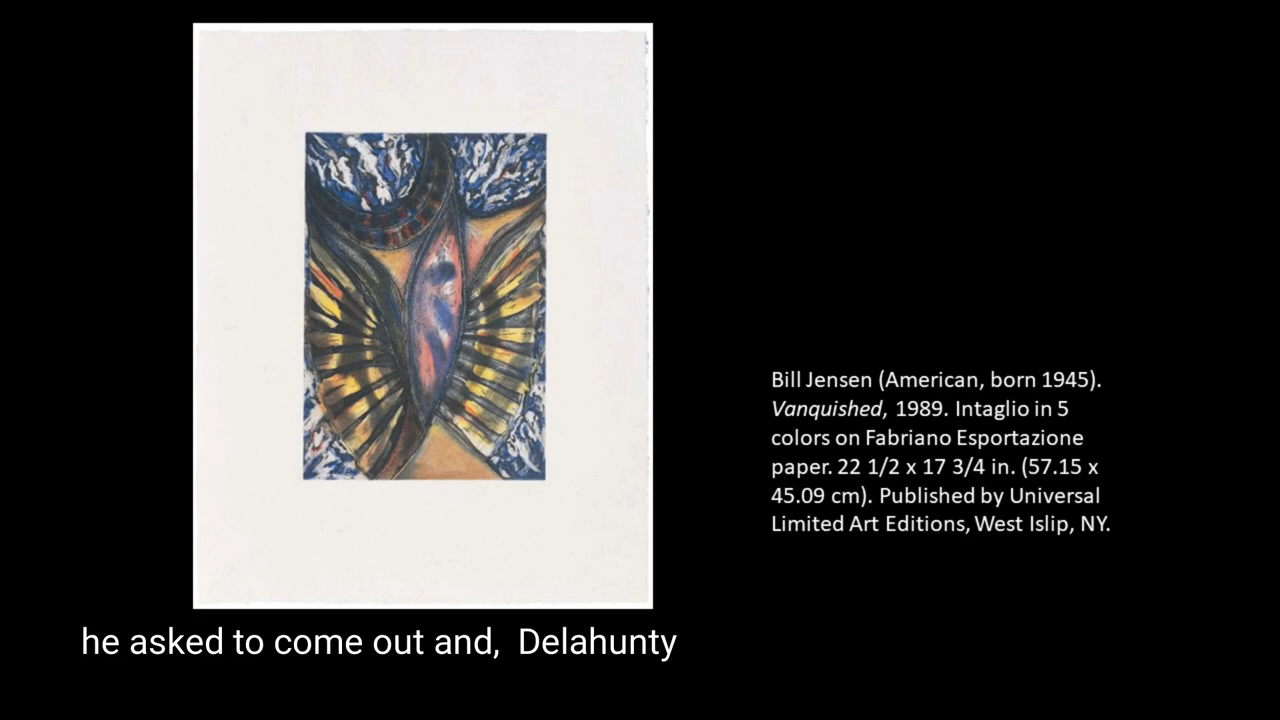 Bill Jensen (American, born 1945).
Vanquished, 1989. Intaglio in 5
colors on Fabriano Esportazione
paper. 22 1/2 x 17 3/4 in. (57.15 x
45.09 cm). Published by Universal
Limited Art Editions, West Islip, NY.
he asked to come out and,  Delahunty